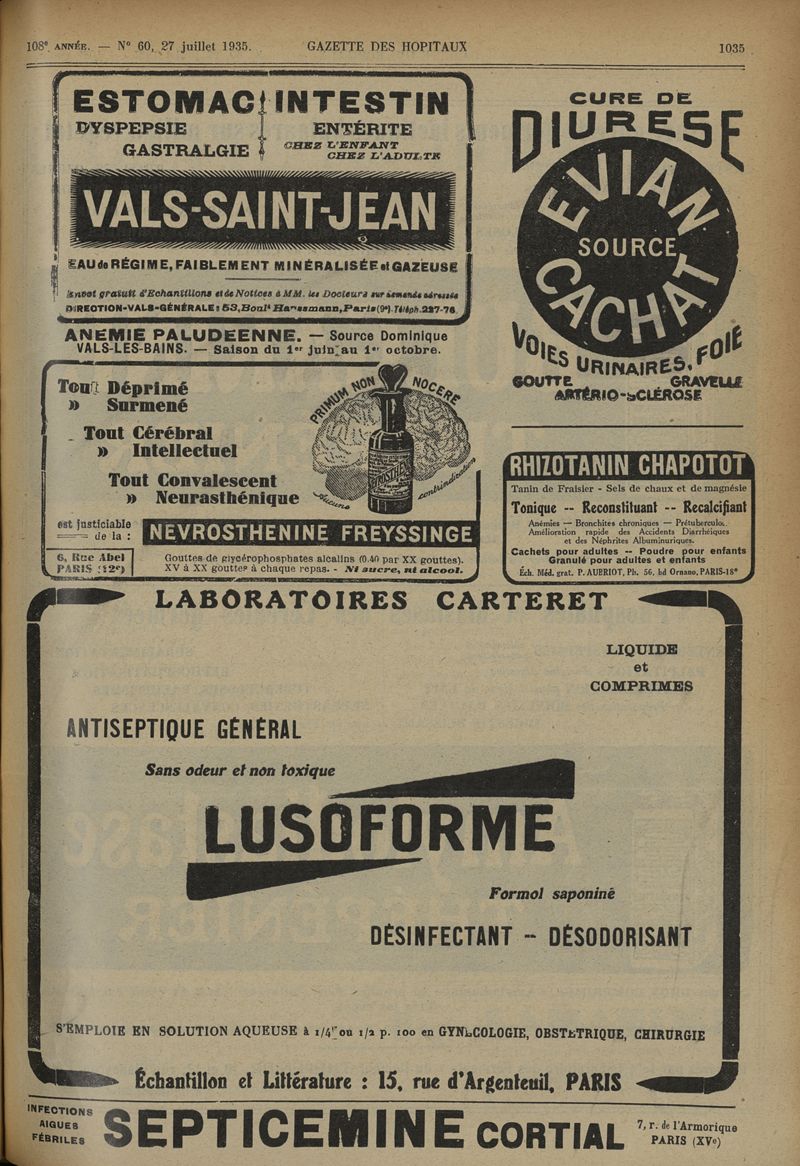 108e ANNÉE. — No 60, 27 juillet 1935. GAZETTE DES HOPITAUX 1035
ESTOMAC INTESTIN
DYSPEPSIE ENTÉRITE
GASTRALGIE CHEZ L'ENFANT
CHEZ L'ADULTE
VALS-SAINT-JEAN
EAU de RÉGIME, FAIBLEMENT MINÉRALISÉE et GAZEUSE
Envoi gratuit d'Echantillons et de Notices à MM. les Docteurs sur demande adressée
DIRECTION-VALS-GÉNÉRALE: 53, Boult Haussmann, Paris (9e). Téléph. 227-76
ANEMIE PALUDEENNE. — Source Dominique
VALS-LES-BAINS. — Saison du 1er juin au 1er octobre.
CURE DE
DIURESE
EVIAN
SOURCE
CACHAT
VOIES URINAIRES, FOIE
GOUTTE GRAVELLE
ARTÉRIO-SCLÉROSE
Tout Déprimé
» Surmené
Tout Cérébral
» Intellectuel
Tout Convalescent
» Neurasthénique
PRIMUM NON NOCERE
Aucune contrindication
est justiciable
de la :
NEVROSTHENINE FREYSSINGE
6, Rue Abel
PARIS (12e)
Gouttes de glycérophosphates alcalins (0.40 par XX gouttes).
XV à XX gouttes à chaque repas. - Ni sucre, ni alcool.
RHIZOTANIN CHAPOTOT
Tanin de Fraisier - Sels de chaux et de magnésie
Tonique -- Reconstituant -- Recalcifiant
Anémies — Bronchites chroniques — Prétubercul.
Amélioration rapide des Accidents Diarrhéiques
et des Néphrites Albuminuriques.
Cachets pour adultes -- Poudre pour enfants
Granulé pour adultes et enfants
Éch. Méd. grat. P. AUBRIOT, Ph. 56, bd Ornano, PARIS-18e
LABORATOIRES CARTERET
LIQUIDE
et
COMPRIMES
ANTISEPTIQUE GÉNÉRAL
Sans odeur et non toxique
LUSOFORME
Formol saponiné
DÉSINFECTANT -- DÉSODORISANT
S'EMPLOIE EN SOLUTION AQUEUSE à 1/4 ou 1/2 p. 100 en GYNÉCOLOGIE, OBSTÉTRIQUE, CHIRURGIE
Échantillon et Littérature : 15, rue d'Argenteuil, PARIS
INFECTIONS
AIGUES
FÉBRILES
SEPTICEMINE CORTIAL
7, r. de l'Armorique
PARIS (XVe)